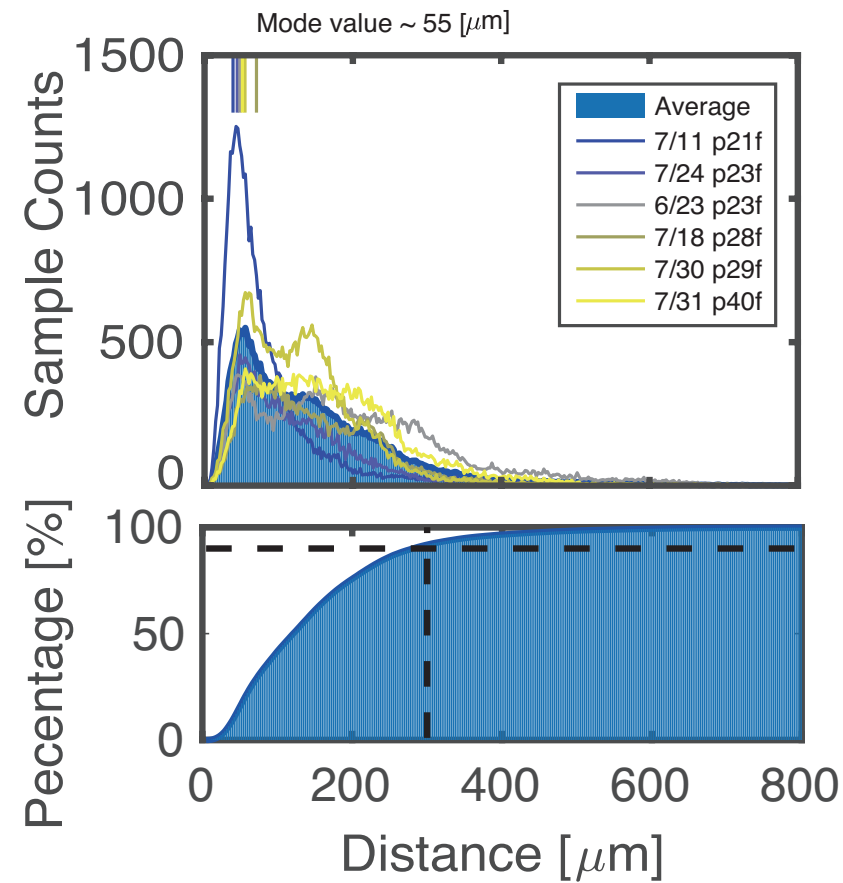 Mode value ~ 55 [μm]
1500
1000
500
0
Sample Counts
Average
7/11 p21f
7/24 p23f
6/23 p23f
7/18 p28f
7/30 p29f
7/31 p40f
100
50
0
Pecentage [%]
0 200 400 600 800
Distance [μm]